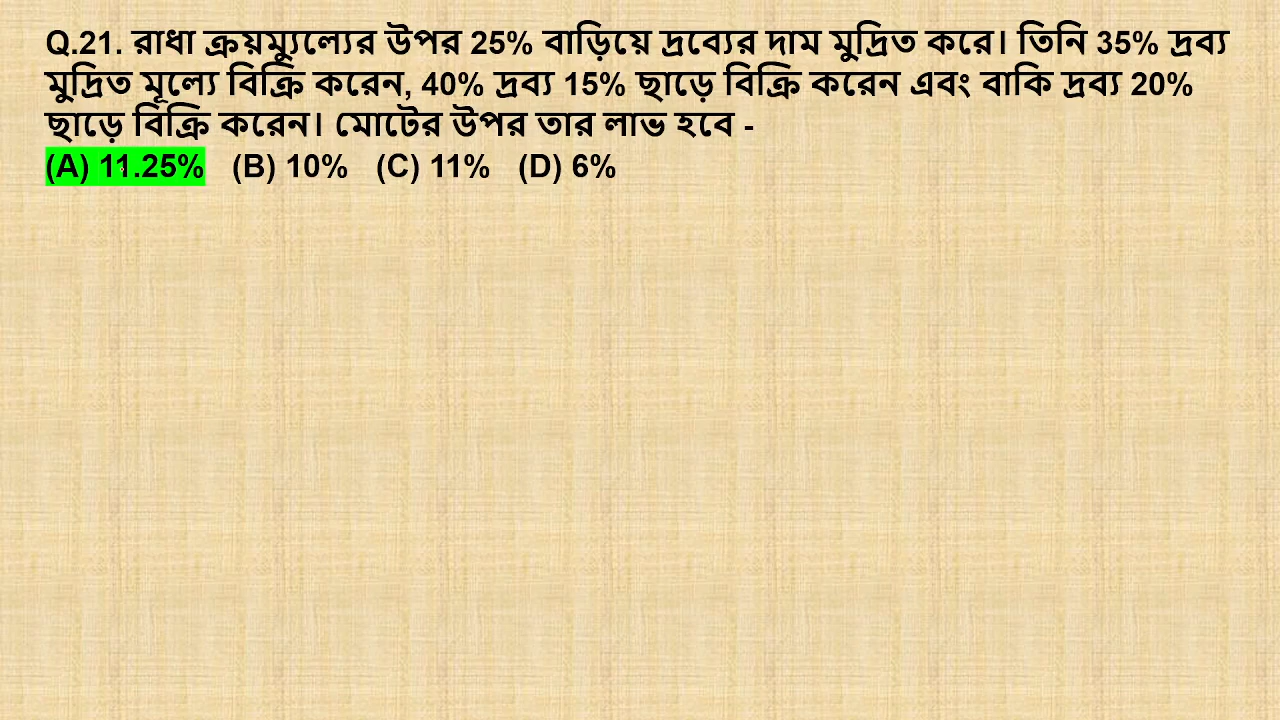 Q.21. রাধা ক্রয়ম্যুল্যের উপর 25% বাড়িয়ে দ্রব্যের দাম মুদ্রিত করে। তিনি 35% দ্রব্য
মুদ্রিত মূল্যে বিক্রি করেন, 40% দ্রব্য 15% ছাড়ে বিক্রি করেন এবং বাকি দ্রব্য 20%
ছাড়ে বিক্রি করেন। মোটের উপর তার লাভ হবে -
(A) 11.25% (B) 10% (C) 11% (D) 6%